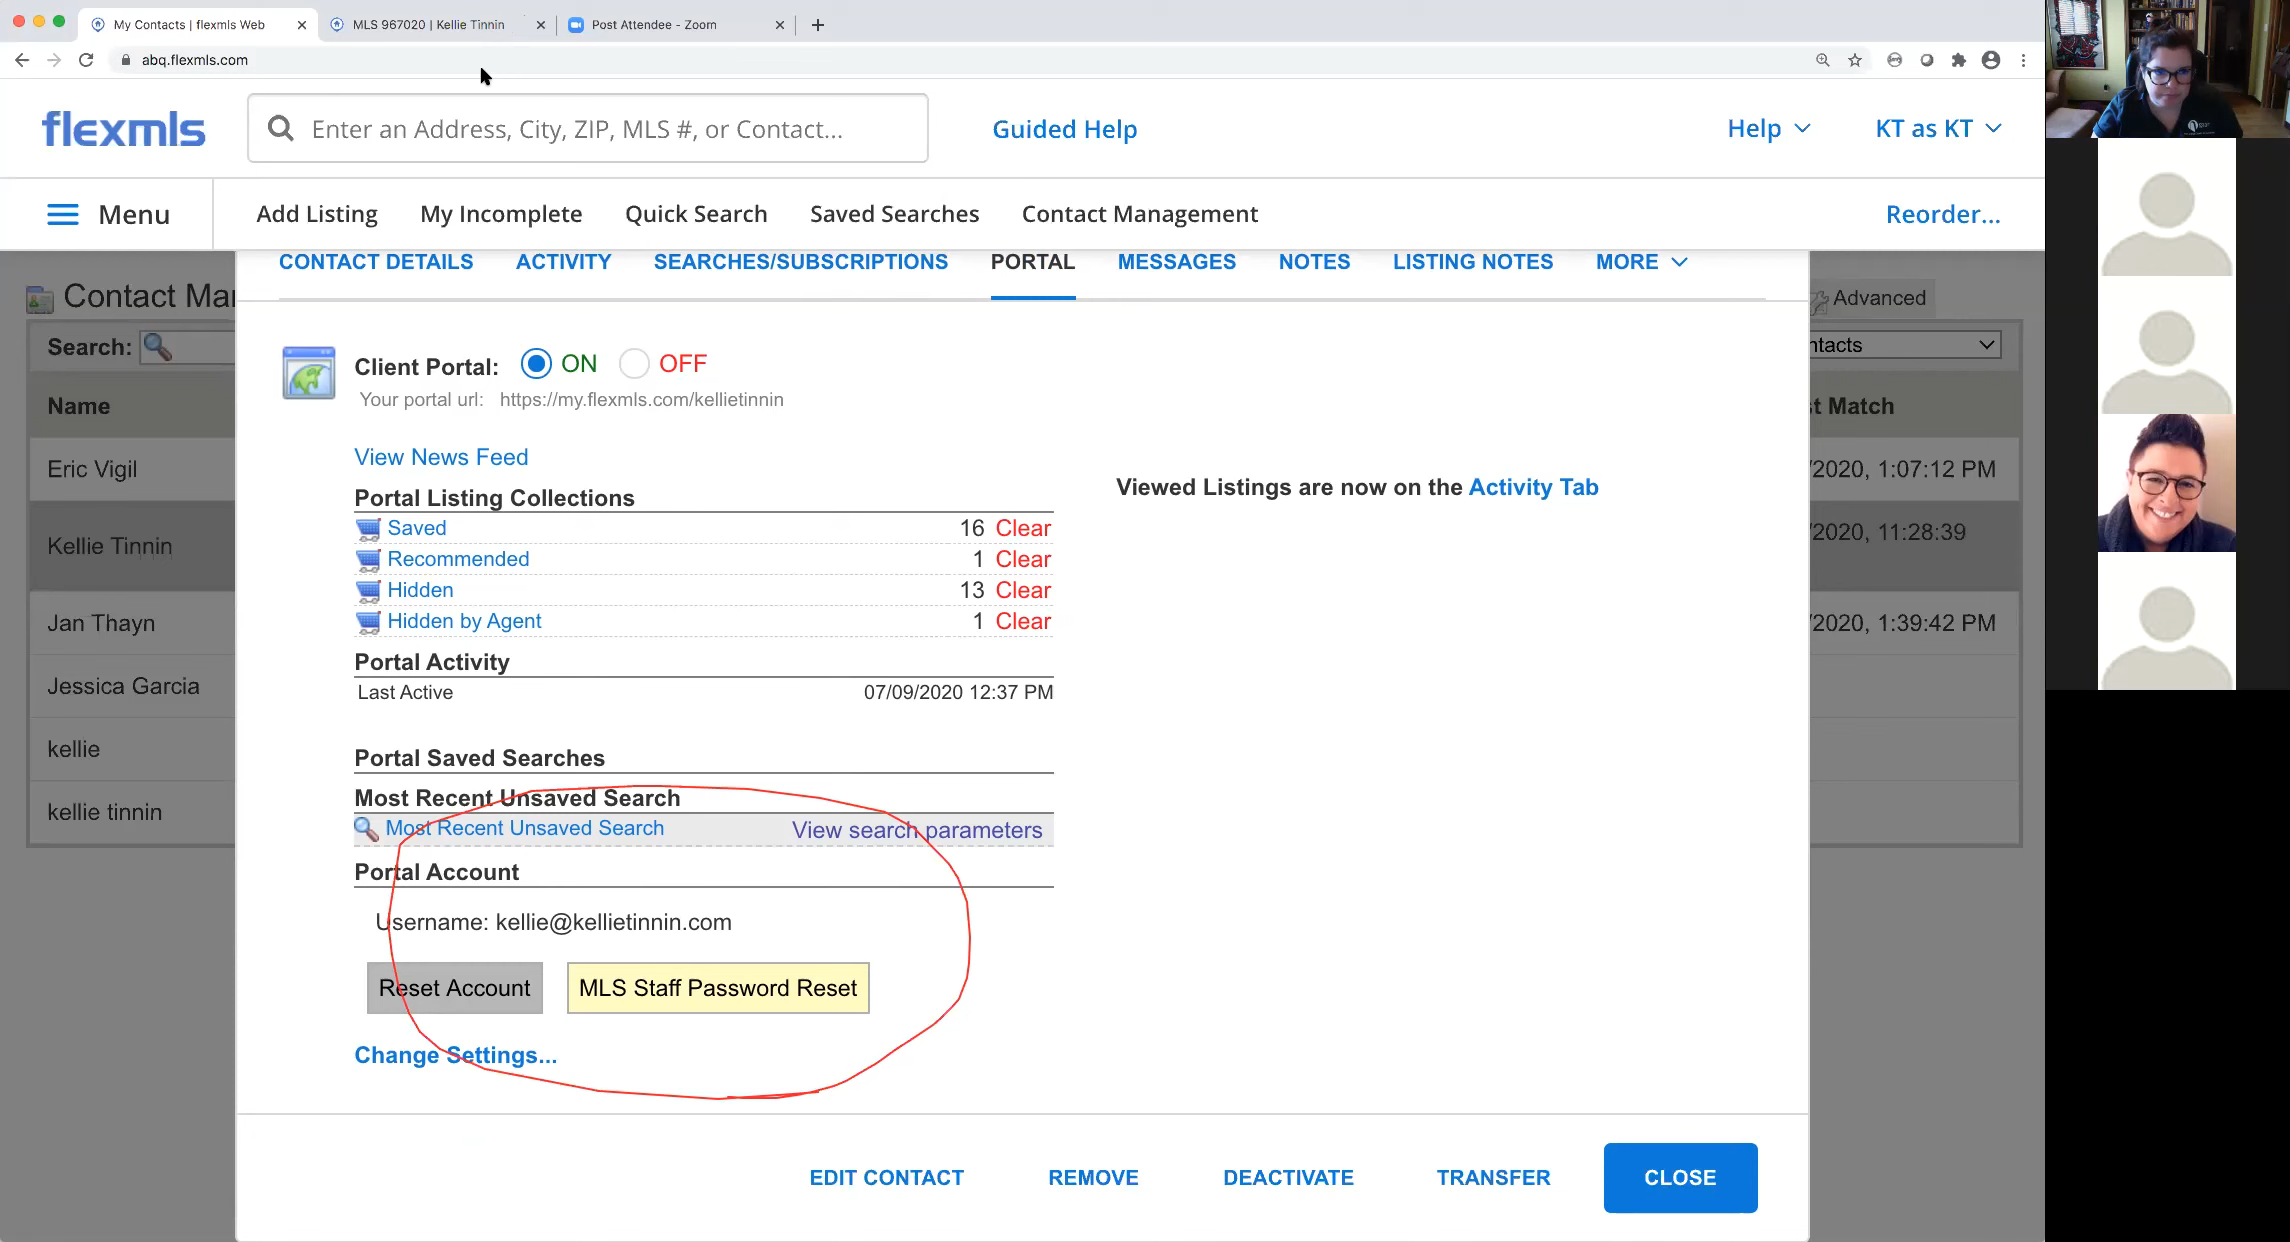 My Contacts | flexmls Web
MLS 967020 | Kellie Tinnin
Post Attendee - Zoom
abq.flexmls.com
flexmls
Enter an Address, City, ZIP, MLS #, or Contact...
Guided Help
Help
KT as KT
Menu
Add Listing
My Incomplete
Quick Search
Saved Searches
Contact Management
Reorder...
CONTACT DETAILS
ACTIVITY
SEARCHES/SUBSCRIPTIONS
PORTAL
MESSAGES
NOTES
LISTING NOTES
MORE
Contact Mar
Advanced
Search:
ntacts
Name
t Match
Eric Vigil
/2020, 1:07:12 PM
Kellie Tinnin
/2020, 11:28:39
Jan Thayn
/2020, 1:39:42 PM
Jessica Garcia
kellie
kellie tinnin
Client Portal: ON OFF
Your portal url: https://my.flexmls.com/kellietinnin
View News Feed
Viewed Listings are now on the Activity Tab
Portal Listing Collections
Saved 16 Clear
Recommended 1 Clear
Hidden 13 Clear
Hidden by Agent 1 Clear
Portal Activity
Last Active 07/09/2020 12:37 PM
Portal Saved Searches
Most Recent Unsaved Search
Most Recent Unsaved Search View search parameters
Portal Account
Username: kellie@kellietinnin.com
Reset Account
MLS Staff Password Reset
Change Settings...
EDIT CONTACT
REMOVE
DEACTIVATE
TRANSFER
CLOSE